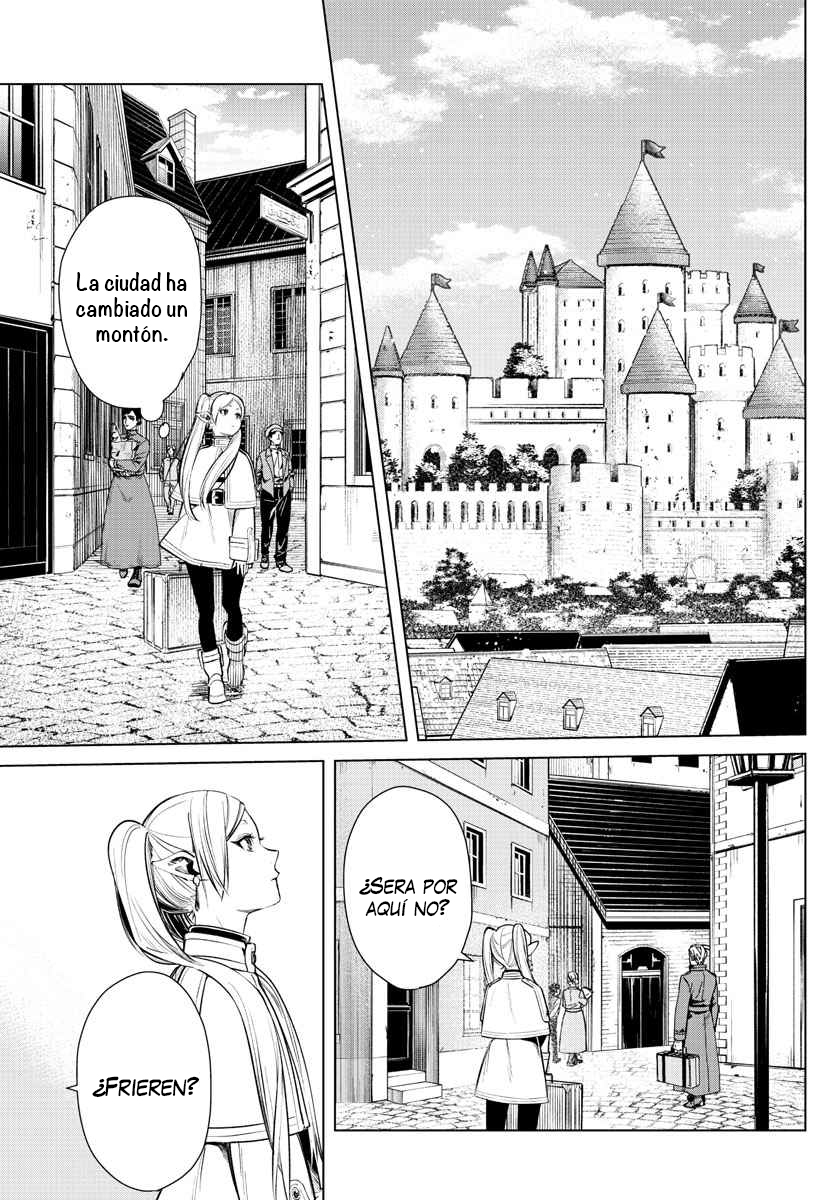 La ciudad ha
cambiado un
montón.
¿Sera por
aquí no?
¿Frieren?